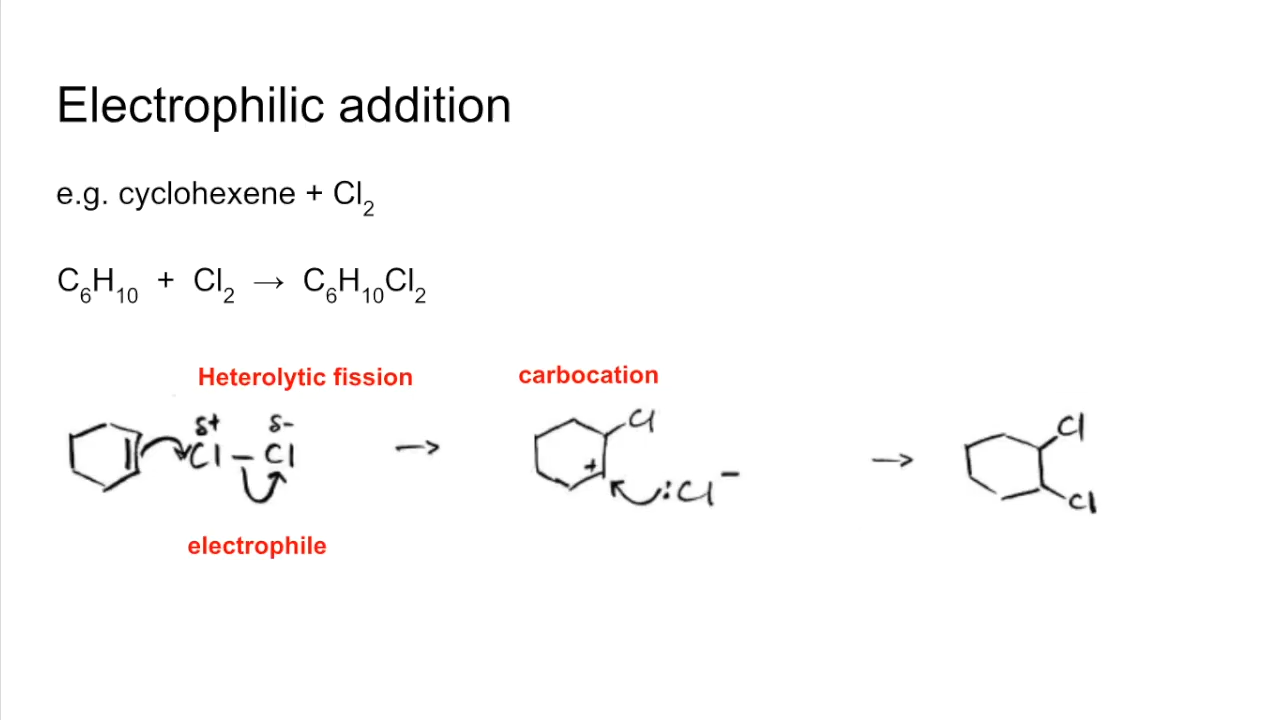 Electrophilic addition
e.g. cyclohexene + Cl₂
C₆H₁₀ + Cl₂ → C₆H₁₀Cl₂
Heterolytic fission
carbocation
δ+ δ-
Cl – Cl
→
Cl
+
:Cl⁻
→
Cl
Cl
electrophile